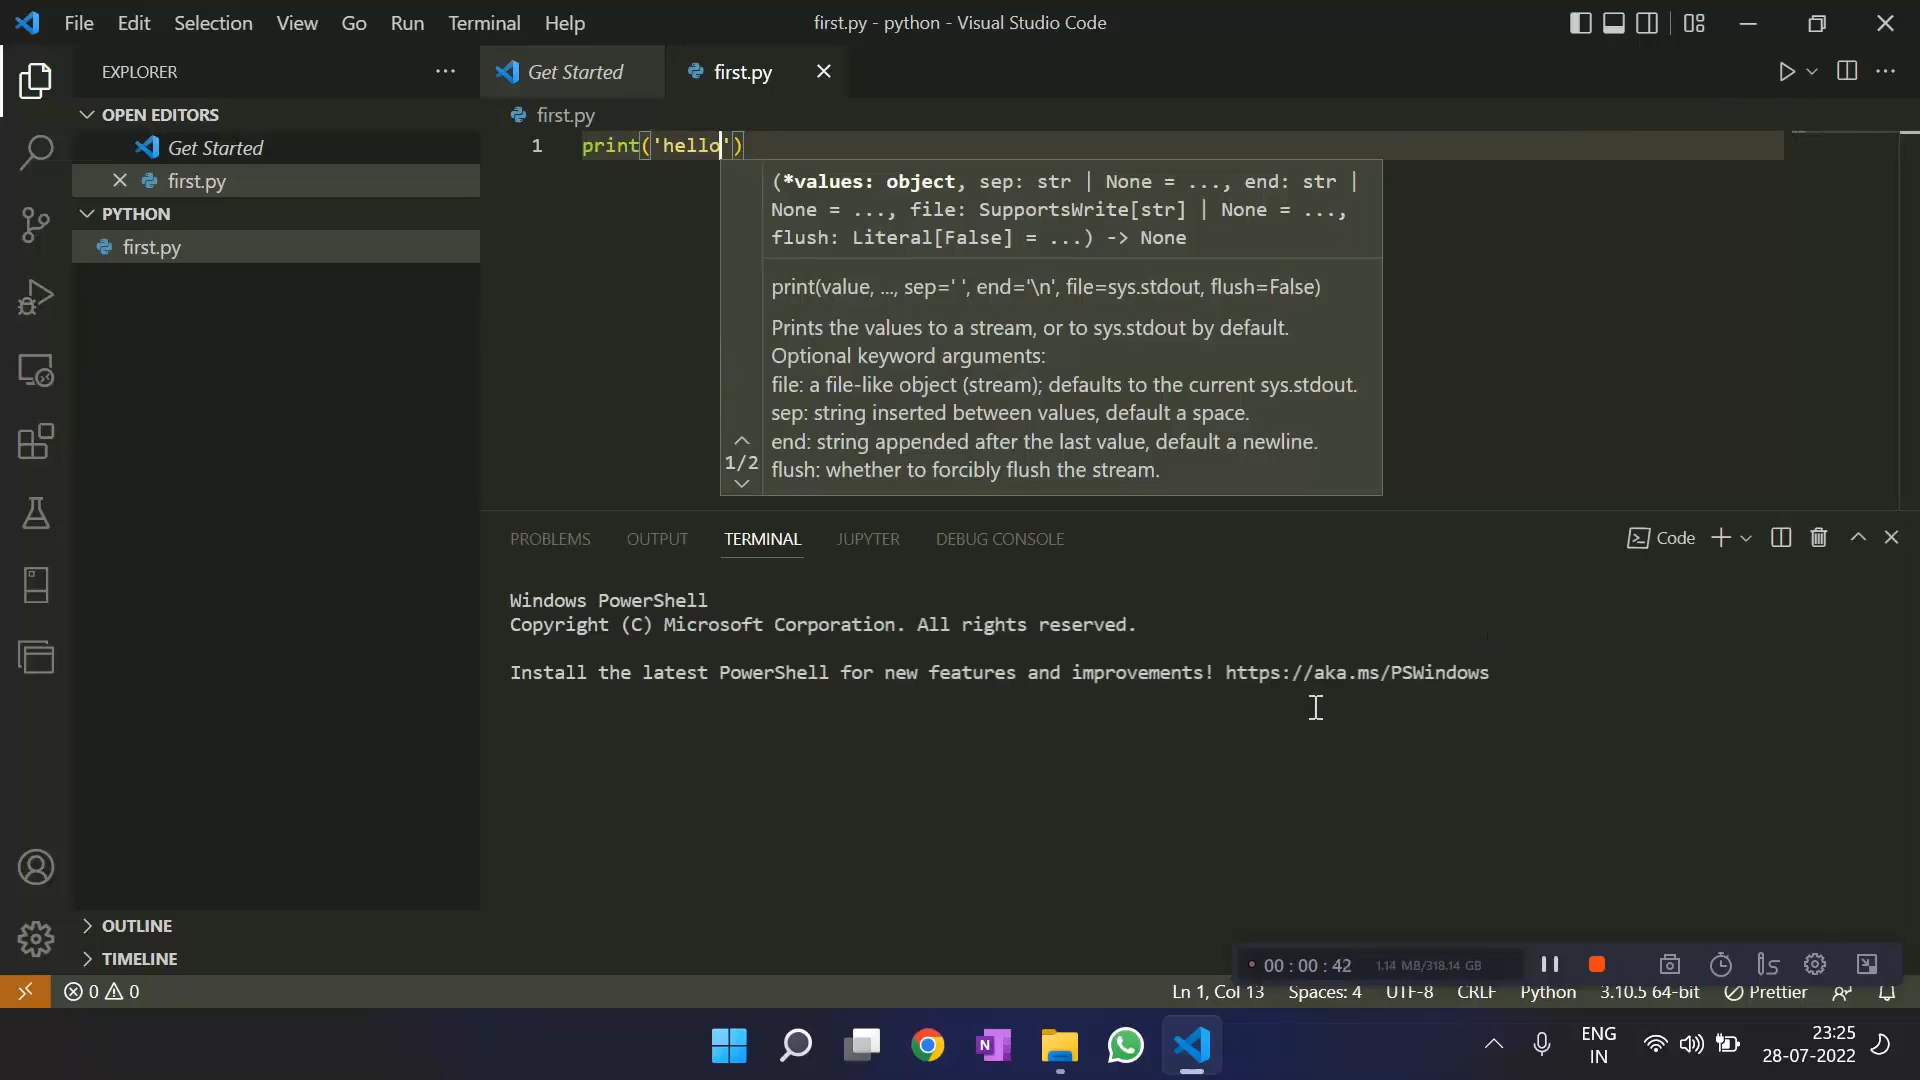 File Edit Selection View Go Run Terminal Help first.py - python - Visual Studio Code
EXPLORER
OPEN EDITORS
Get Started
first.py
PYTHON
first.py
OUTLINE
TIMELINE
Get Started first.py
first.py
1 print('hello')
(*values: object, sep: str | None = ..., end: str |
None = ..., file: SupportsWrite[str] | None = ...,
flush: Literal[False] = ...) -> None
print(value, ..., sep=' ', end='\n', file=sys.stdout, flush=False)
Prints the values to a stream, or to sys.stdout by default.
Optional keyword arguments:
file: a file-like object (stream); defaults to the current sys.stdout.
sep: string inserted between values, default a space.
end: string appended after the last value, default a newline.
flush: whether to forcibly flush the stream.
1/2
PROBLEMS OUTPUT TERMINAL JUPYTER DEBUG CONSOLE Code
Windows PowerShell
Copyright (C) Microsoft Corporation. All rights reserved.
Install the latest PowerShell for new features and improvements! https://aka.ms/PSWindows
00 : 00 : 42 1.14 MB/318.14 GB
0 0 Ln 1, Col 13 Spaces: 4 UTF-8 CRLF Python 3.10.5 64-bit Prettier
N
ENG
IN
23:25
28-07-2022